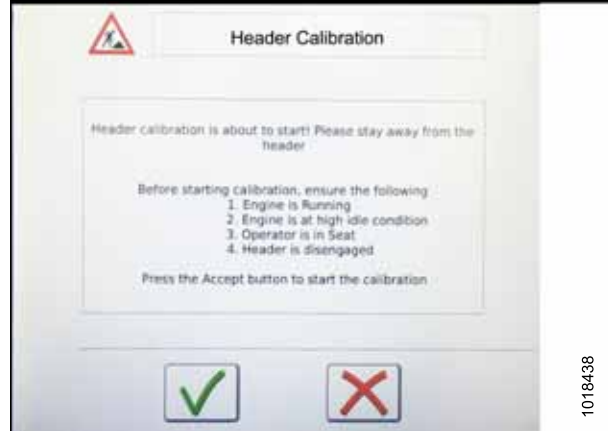 Header Calibration
Header calibration is about to start! Please stay away from the
header
Before starting calibration, ensure the following
1. Engine is Running
2. Engine is at high idle condition
3. Operator is in Seat
4. Header is disengaged
Press the Accept button to start the calibration
1018438